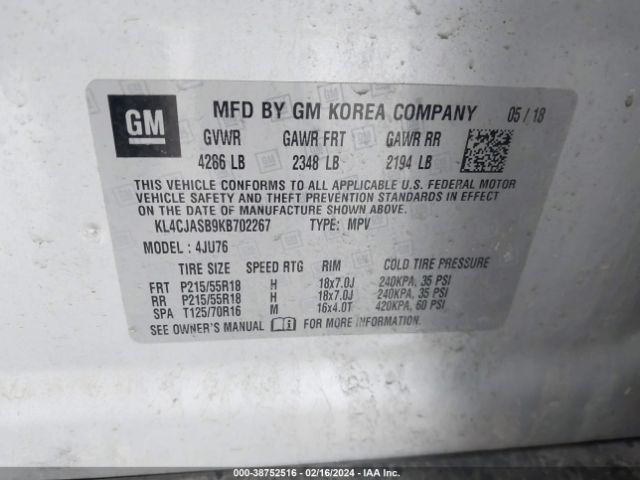 GM MFD BY GM KOREA COMPANY 05/18
GVWR GAWR FRT GAWR RR
4286 LB 2348 LB 2194 LB
THIS VEHICLE CONFORMS TO ALL APPLICABLE U.S. FEDERAL MOTOR
VEHICLE SAFETY AND THEFT PREVENTION STANDARDS IN EFFECT ON
THE DATE OF MANUFACTURE SHOWN ABOVE.
KL4CJASB9KB702267 TYPE: MPV
MODEL: 4JU76
TIRE SIZE SPEED RTG RIM COLD TIRE PRESSURE
FRT P215/55R18 H 18x7.0J 240KPA, 35 PSI
RR P215/55R18 H 18x7.0J 240KPA, 35 PSI
SPA T125/70R16 M 16x4.0T 420KPA, 60 PSI
SEE OWNER'S MANUAL FOR MORE INFORMATION.
000-38752516 - 02/16/2024 - IAA Inc.